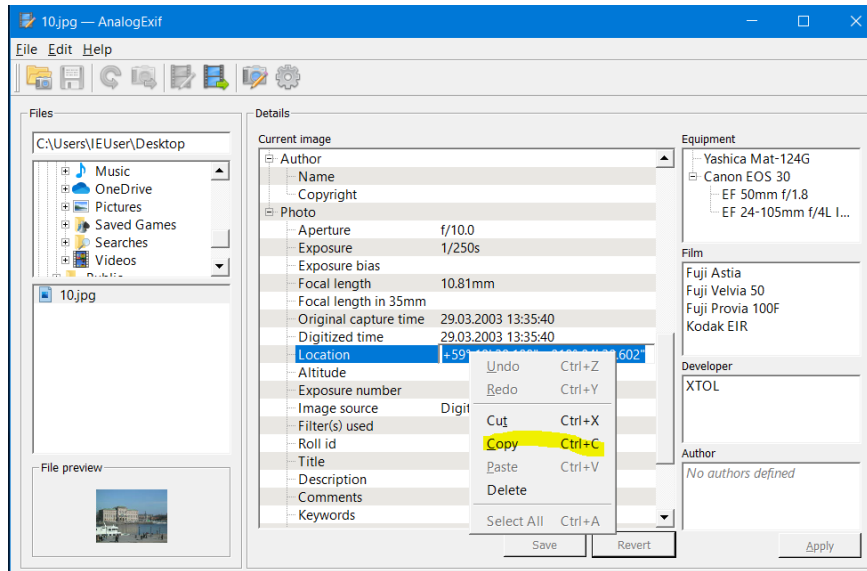 10.jpg — AnalogExif
File Edit Help
Files
C:\Users\IEUser\Desktop
Music
OneDrive
Pictures
Saved Games
Searches
Videos
10.jpg
File preview
Details
Current image
Author
Name
Copyright
Photo
Aperture f/10.0
Exposure 1/250s
Exposure bias
Focal length 10.81mm
Focal length in 35mm
Original capture time 29.03.2003 13:35:40
Digitized time 29.03.2003 13:35:40
Location +59°
Altitude
Exposure number
Image source Digit
Filter(s) used
Roll id
Title
Description
Comments
Keywords
Undo Ctrl+Z
Redo Ctrl+Y
Cut Ctrl+X
Copy Ctrl+C
Paste Ctrl+V
Delete
Select All Ctrl+A
Save Revert
Equipment
Yashica Mat-124G
Canon EOS 30
EF 50mm f/1.8
EF 24-105mm f/4L I...
Film
Fuji Astia
Fuji Velvia 50
Fuji Provia 100F
Kodak EIR
Developer
XTOL
Author
No authors defined
Apply